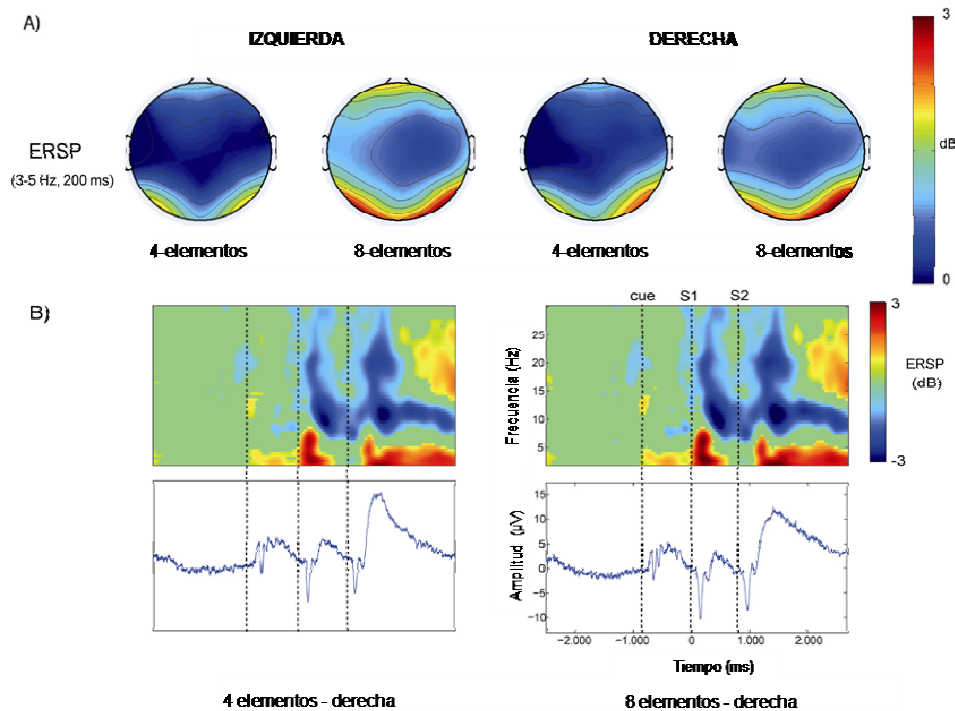 A)
IZQUIERDA
DERECHA
3
dB
0
ERSP
(3-5 Hz, 200 ms)
4-elementos
8-elementos
4-elementos
8-elementos
B)
cue
S1
S2
25
20
15
10
5
Frecuencia (Hz)
3
ERSP
(dB)
-3
15
10
5
0
-5
-10
Amplitud (µV)
-2.000
-1.000
0
1.000
2.000
Tiempo (ms)
4 elementos - derecha
8 elementos - derecha